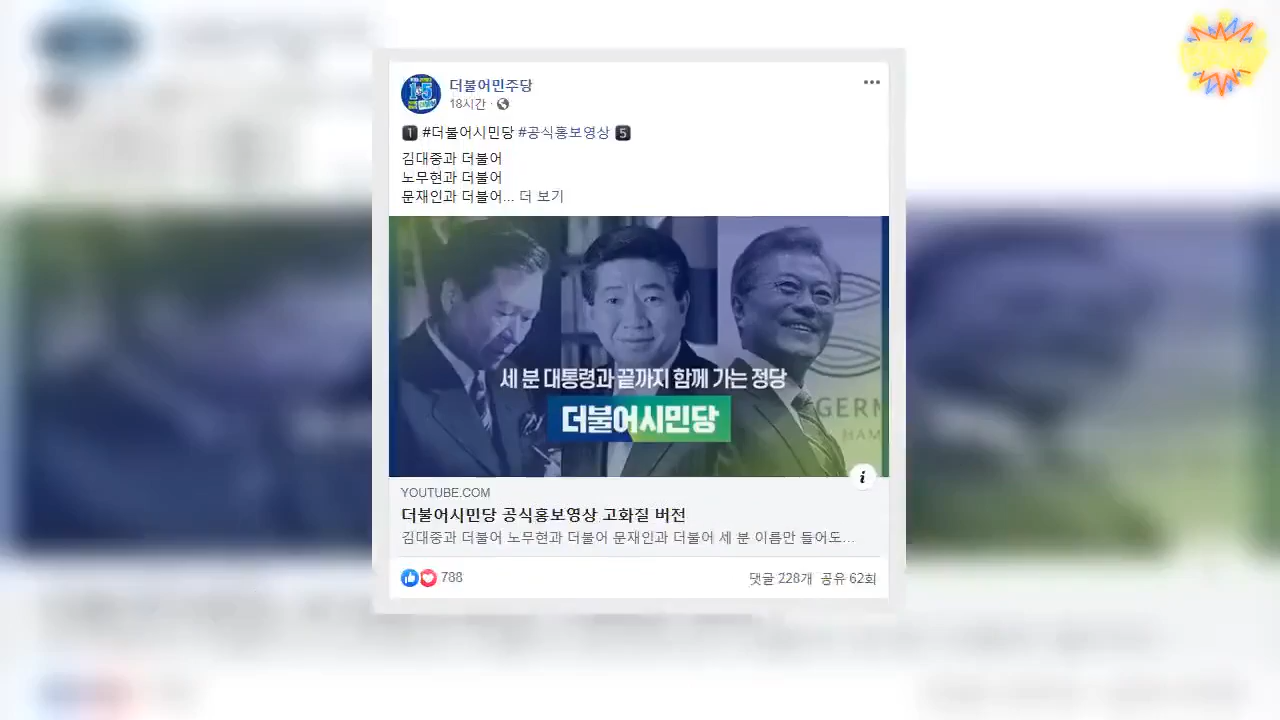 더불어민주당
18시간 ·
1 #더불어시민당 #공식홍보영상 5
김대중과 더불어
노무현과 더불어
문재인과 더불어... 더 보기
세 분 대통령과 끝까지 함께 가는 정당
더불어시민당
GERM
HAM
YOUTUBE.COM
더불어시민당 공식홍보영상 고화질 버전
김대중과 더불어 노무현과 더불어 문재인과 더불어 세 분 이름만 들어도...
788
댓글 228개 공유 62회